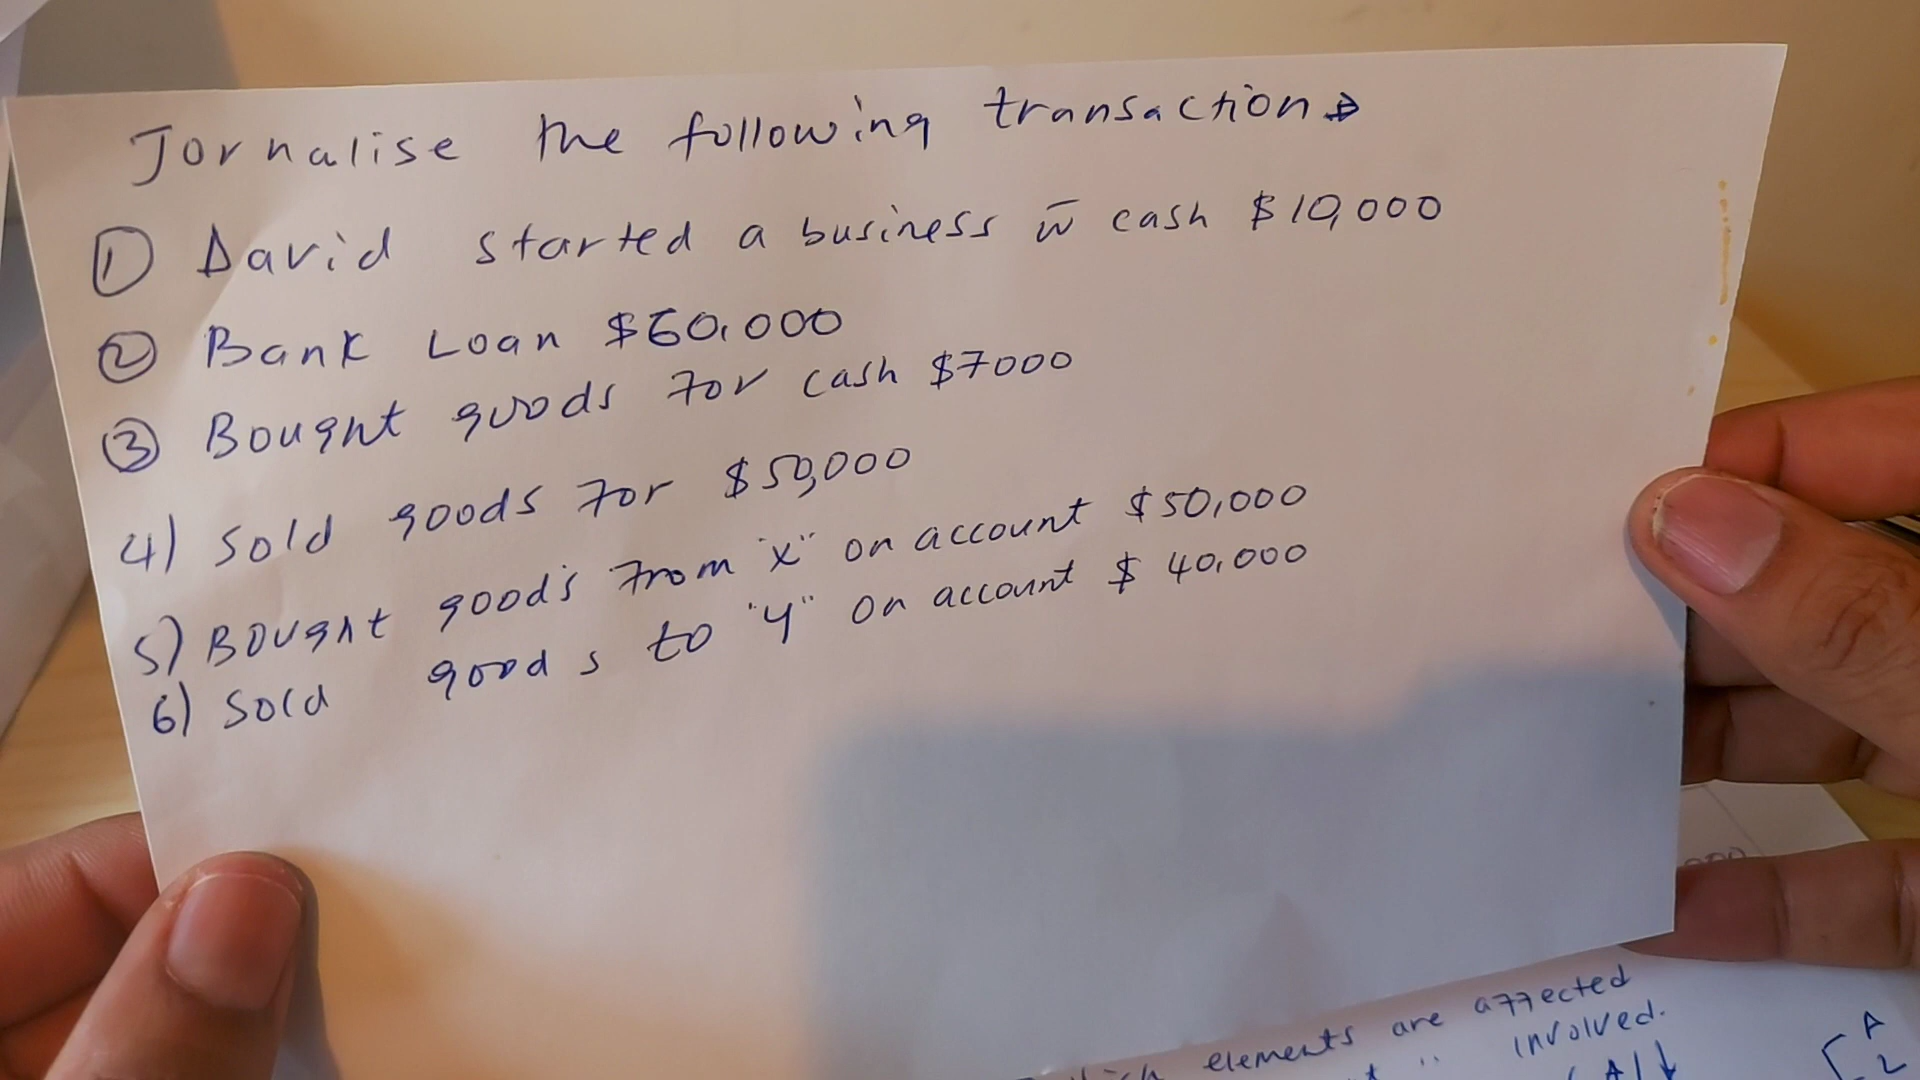 Jornalise the following transactions
① David started a business w̄ cash $10,000
② Bank Loan $60,000
③ Bought goods for cash $7000
4) Sold goods for $50,000
5) Bought goods from "X" on account $50,000
6) Sold goods to "Y" on account $40,000
elements are affected
involved.
A
2